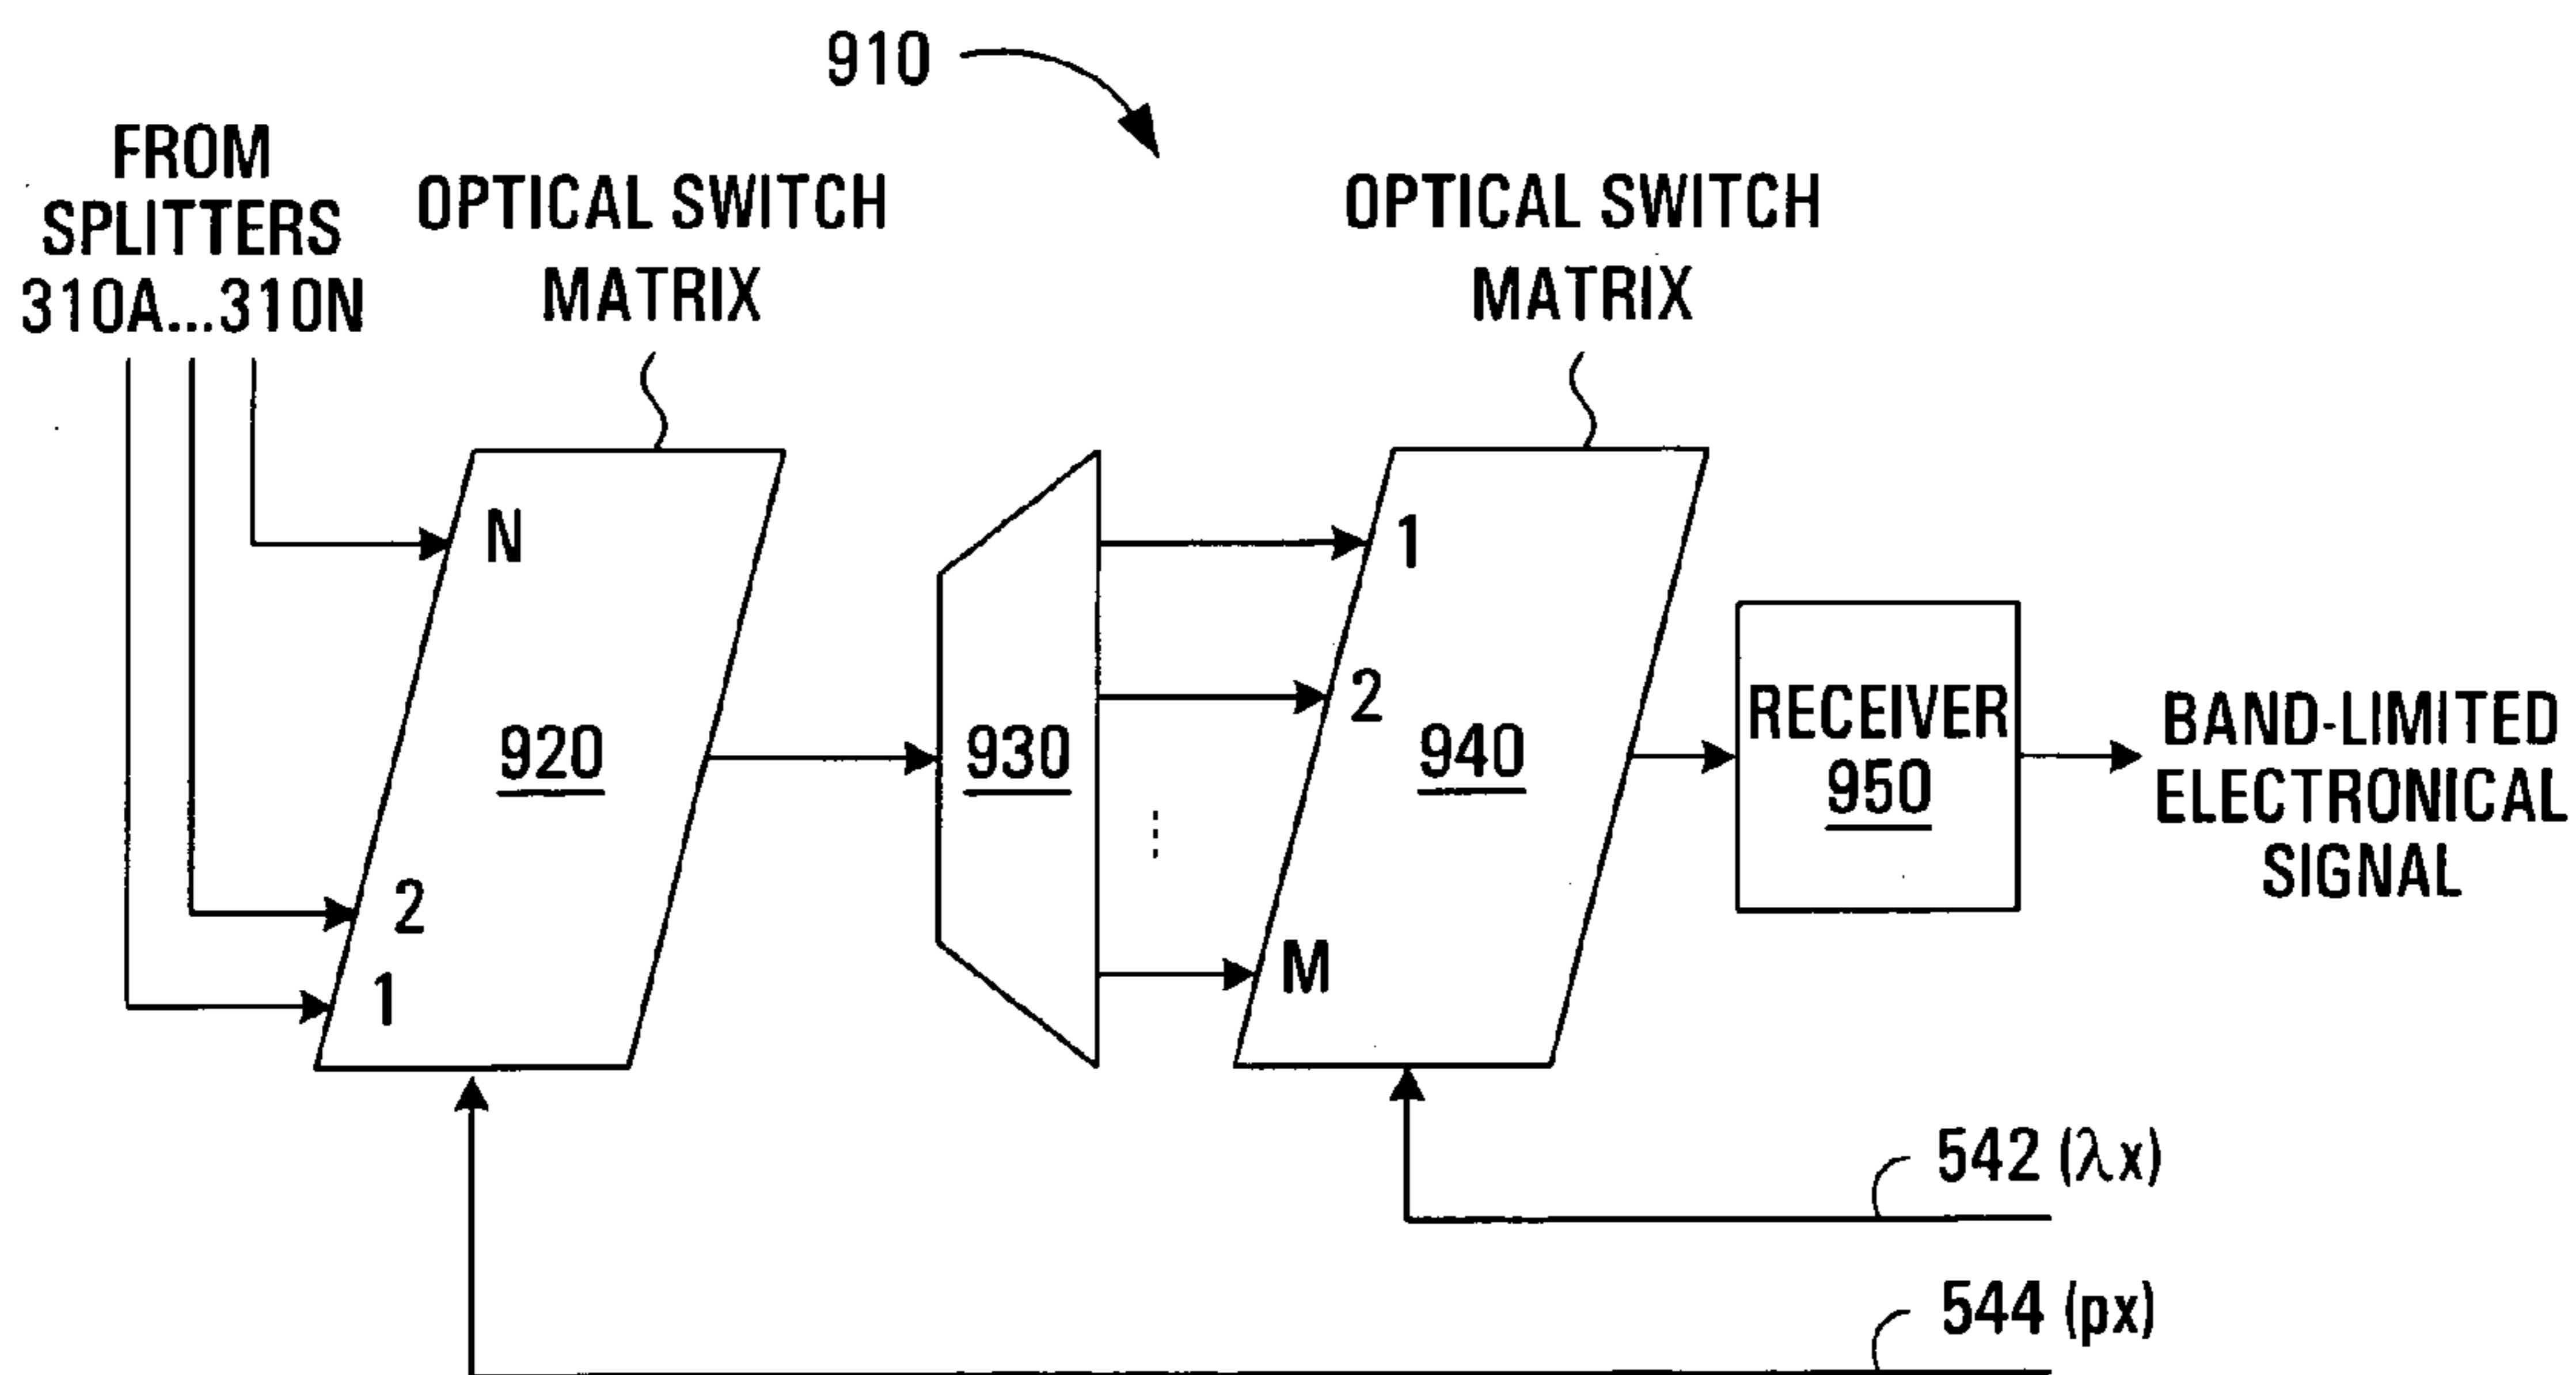 910
FROM
SPLITTERS
310A...310N
OPTICAL SWITCH
MATRIX
OPTICAL SWITCH
MATRIX
N
2
1
920
930
1
2
M
940
RECEIVER
950
BAND-LIMITED
ELECTRONICAL
SIGNAL
542 (λx)
544 (px)